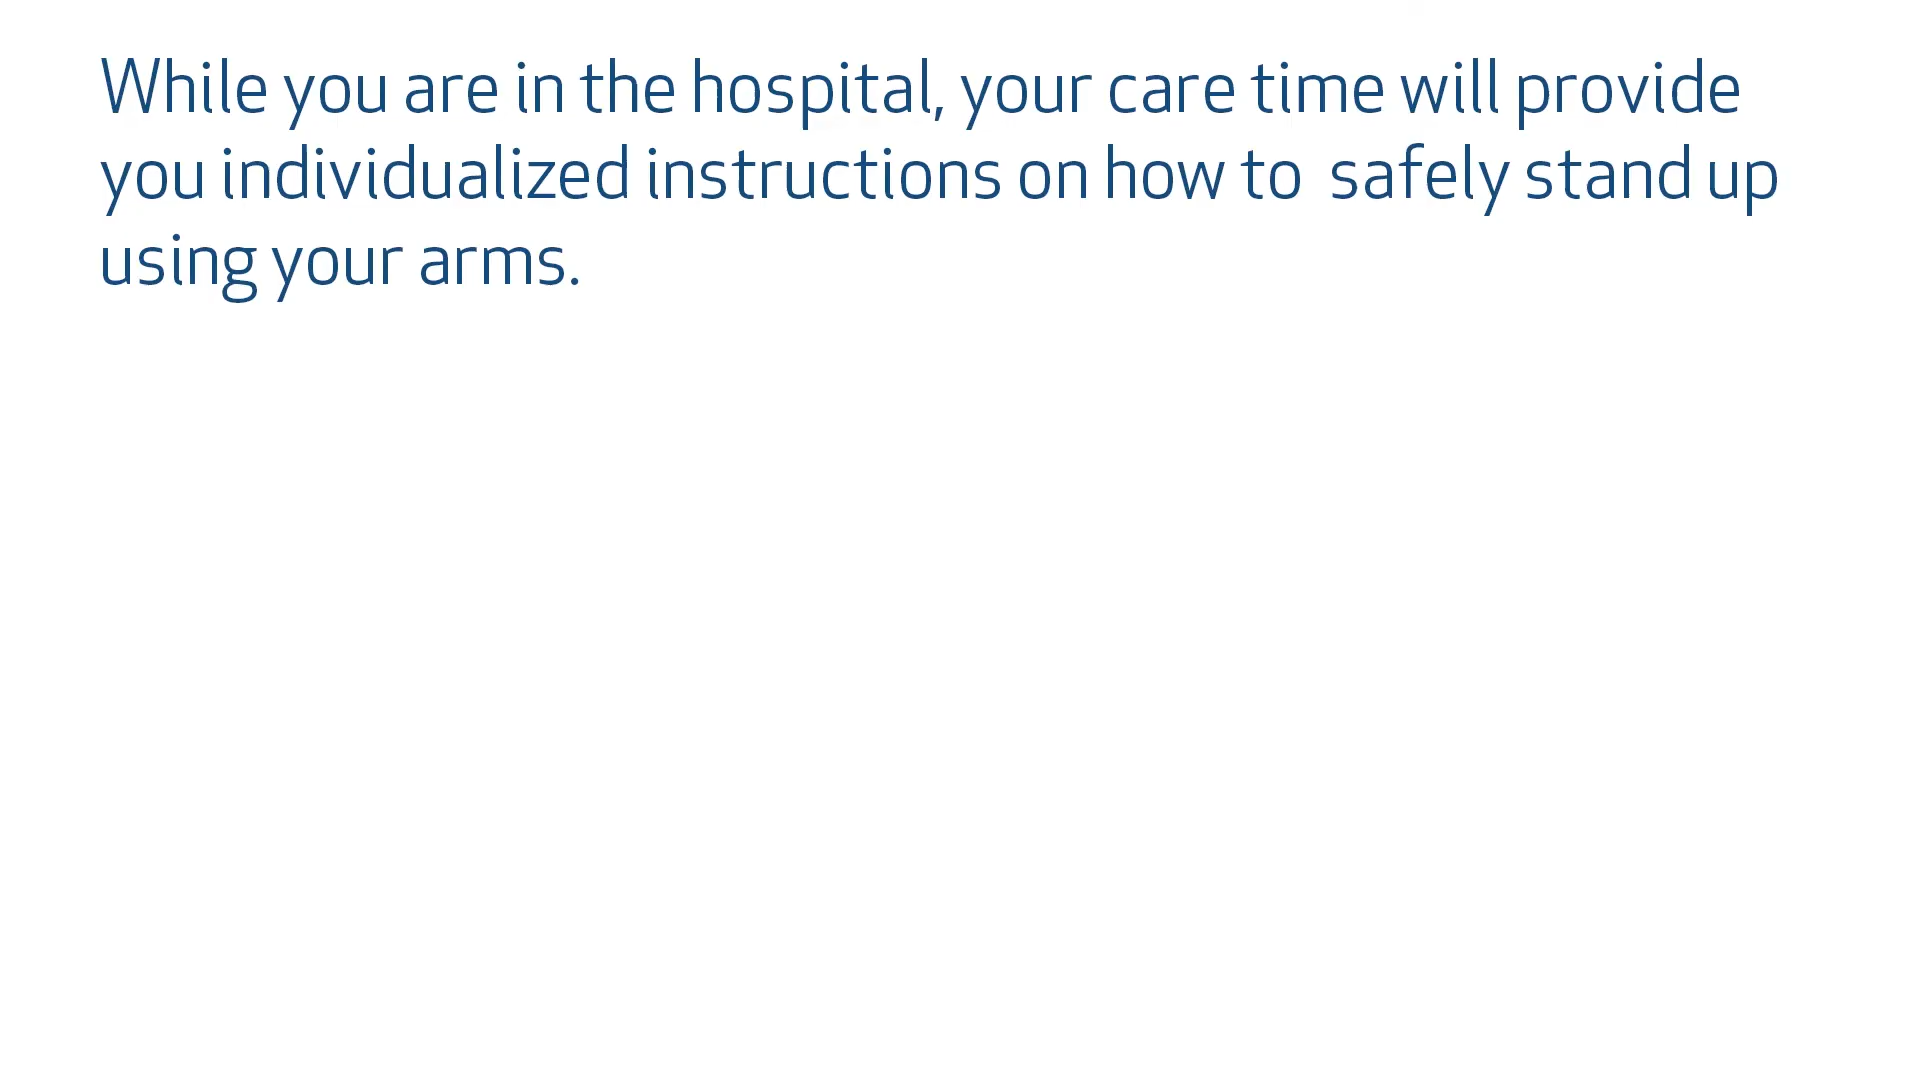 While you are in the hospital, your care time will provide
you individualized instructions on how to  safely stand up
using your arms.